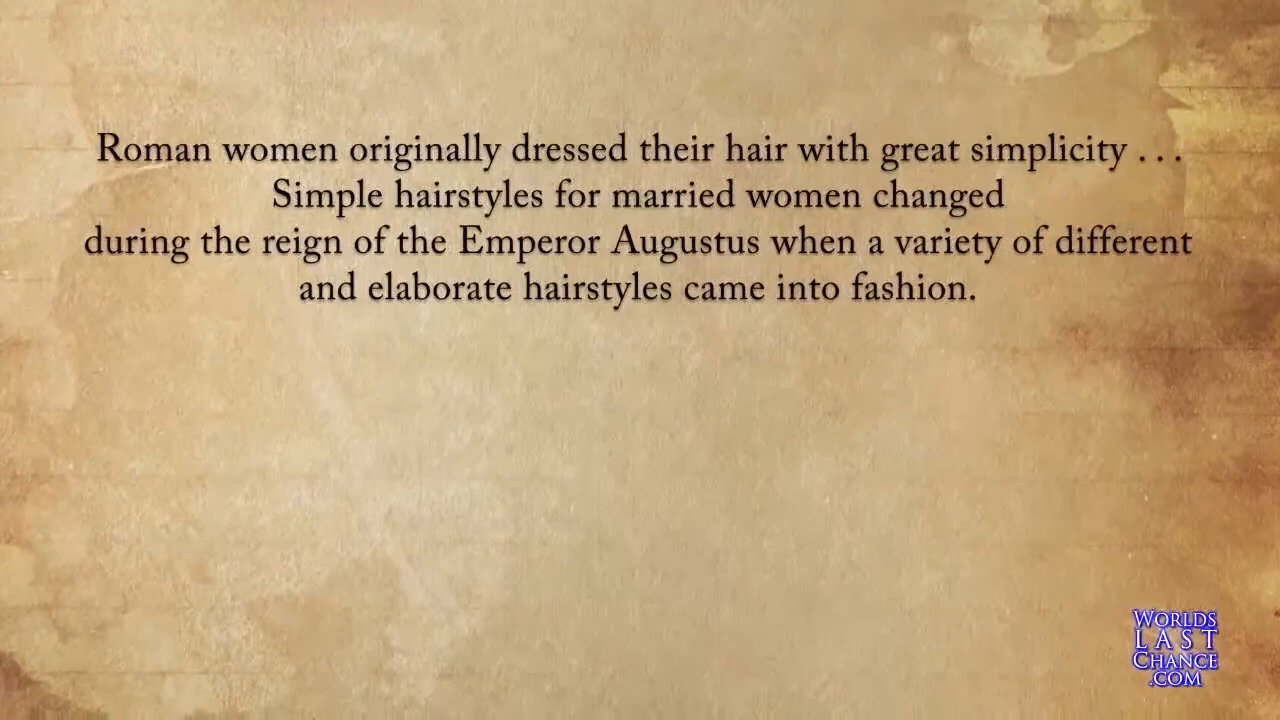 Roman women originally dressed their hair with great simplicity . . .
Simple hairstyles for married women changed
during the reign of the Emperor Augustus when a variety of different
and elaborate hairstyles came into fashion.
WORLDS
LAST
CHANCE
.COM